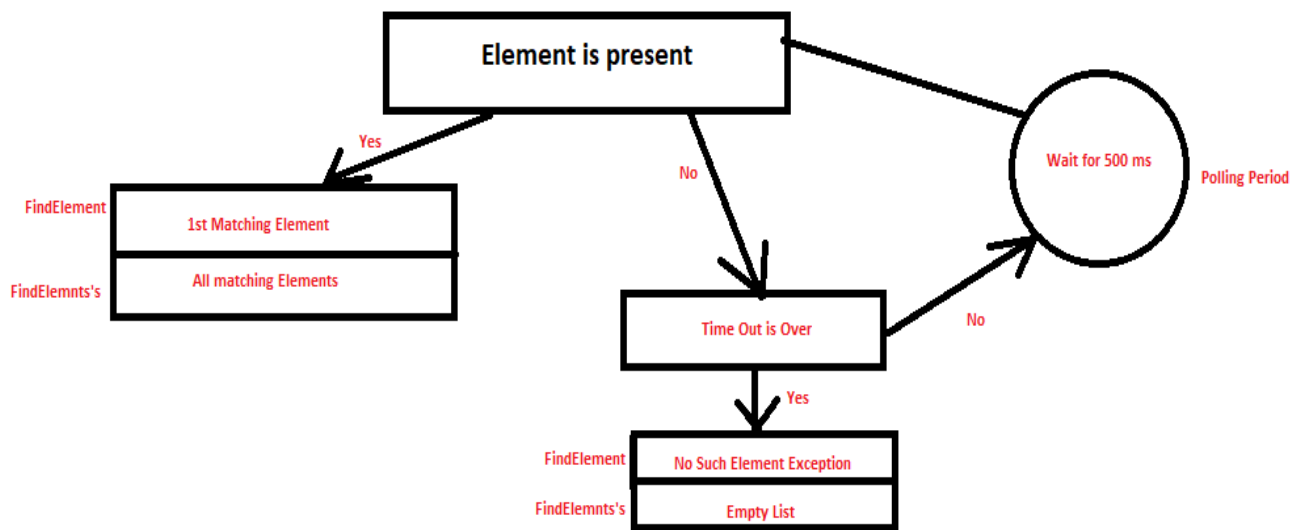 Element is present
Yes
No
Wait for 500 ms
Polling Period
FindElement
1st Matching Element
FindElemnts's
All matching Elements
Time Out is Over
No
Yes
FindElement
No Such Element Exception
FindElemnts's
Empty List